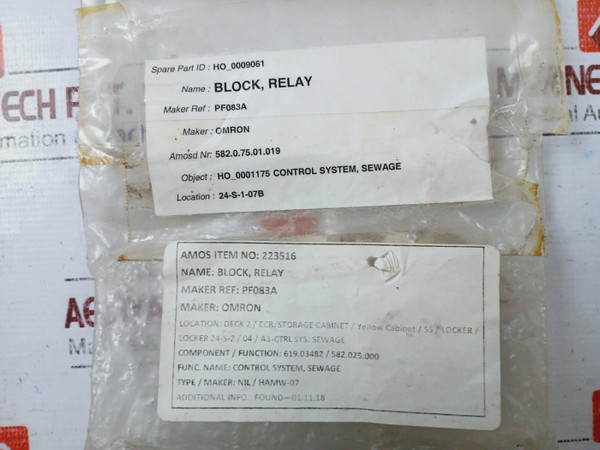 Spare Part ID : HO_0009061
Name : BLOCK, RELAY
Maker Ref : PF083A
Maker : OMRON
Amosd Nr: 582.0.75.01.019
Object : HO_0001175 CONTROL SYSTEM, SEWAGE
Location : 24-S-1-07B
AMOS ITEM NO: 223516
NAME: BLOCK, RELAY
MAKER REF: PF083A
MAKER: OMRON
LOCATION: DECK 2 / ECR/STORAGE CABINET / Yellow Cabinet / S5 / LOCKER /
LOCKER 24-S-2 / 04 / A3-CTRL SYS. SEWAGE
COMPONENT / FUNCTION: 619.03482 / 582.025.000
FUNC. NAME: CONTROL SYSTEM, SEWAGE
TYPE / MAKER: NIL / HAMW-07
ADDITIONAL INFO.: FOUND—01.11.18